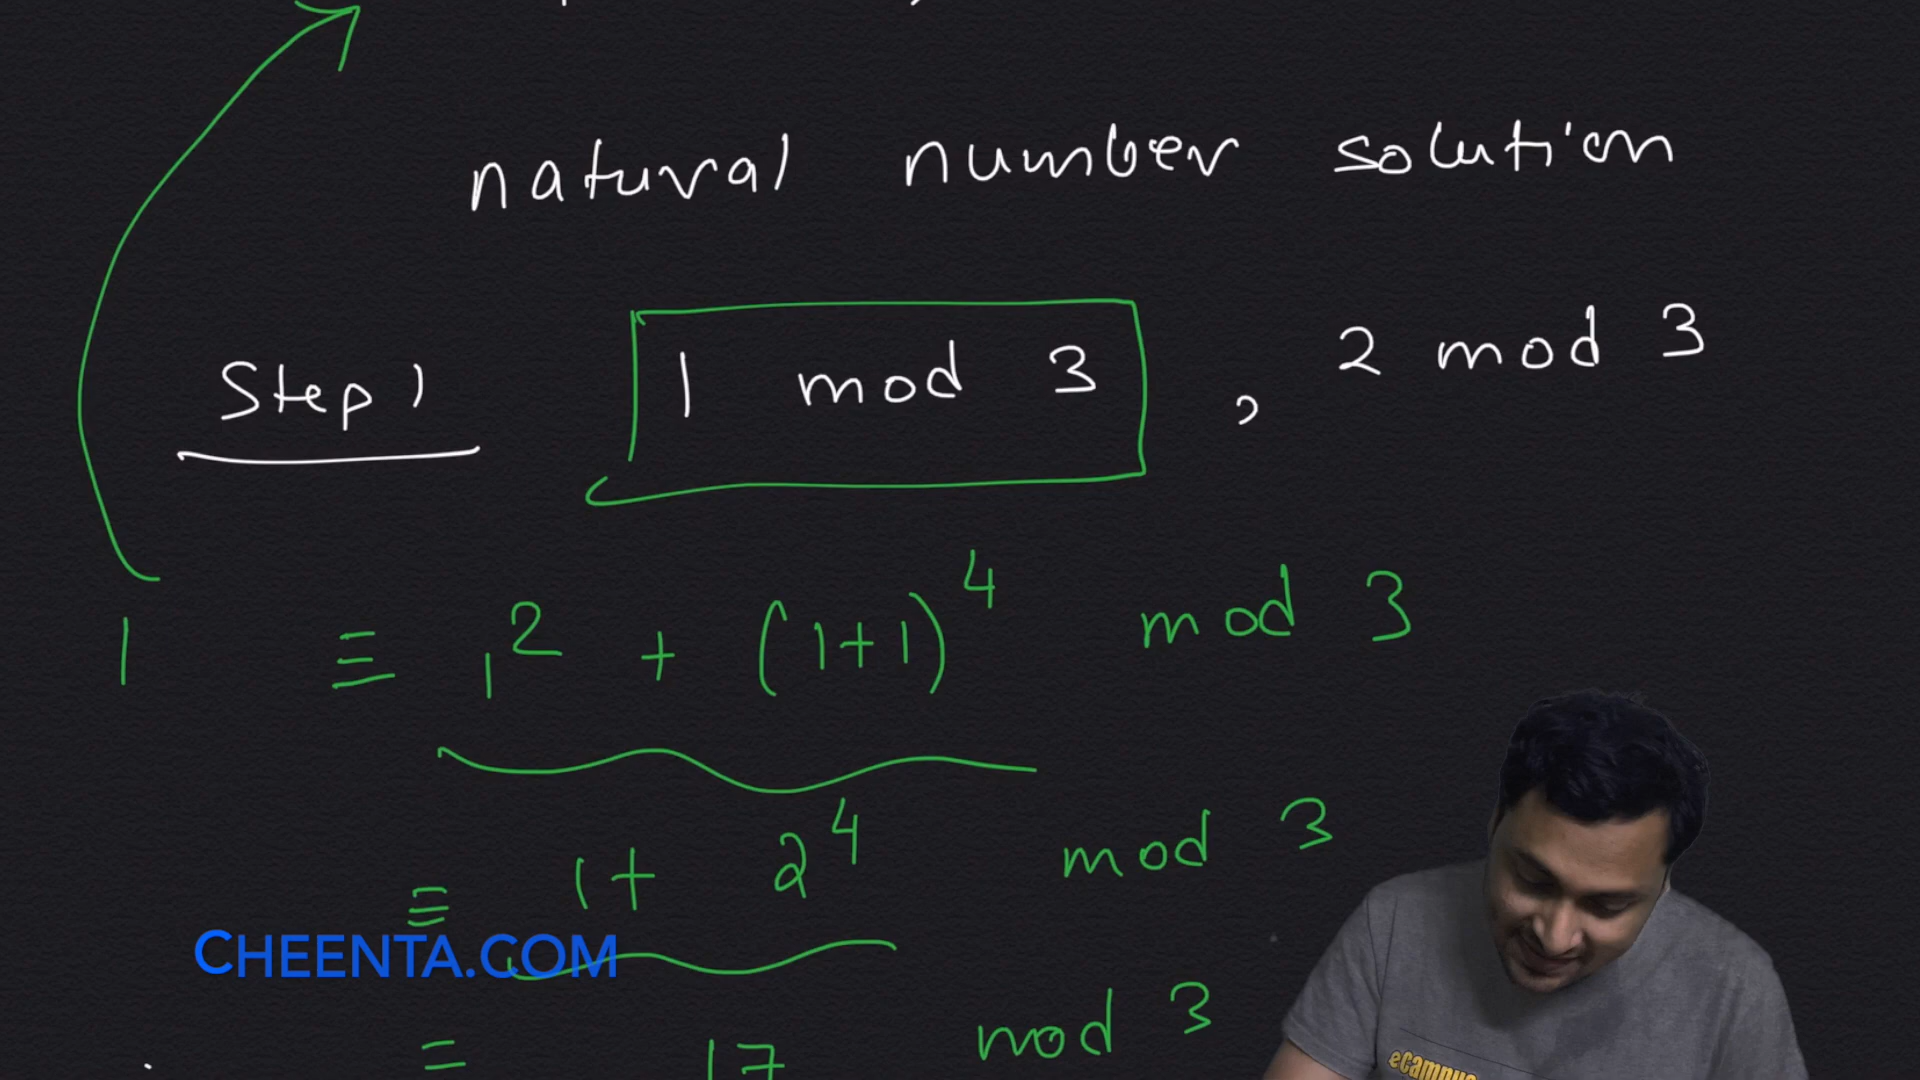 natural number solution
Step 1   1 mod 3 , 2 mod 3
1 ≡ 1² + (1+1)⁴ mod 3
≡ 1 + 2⁴ mod 3
CHEENTA.COM
= 17 mod 3
eCampus